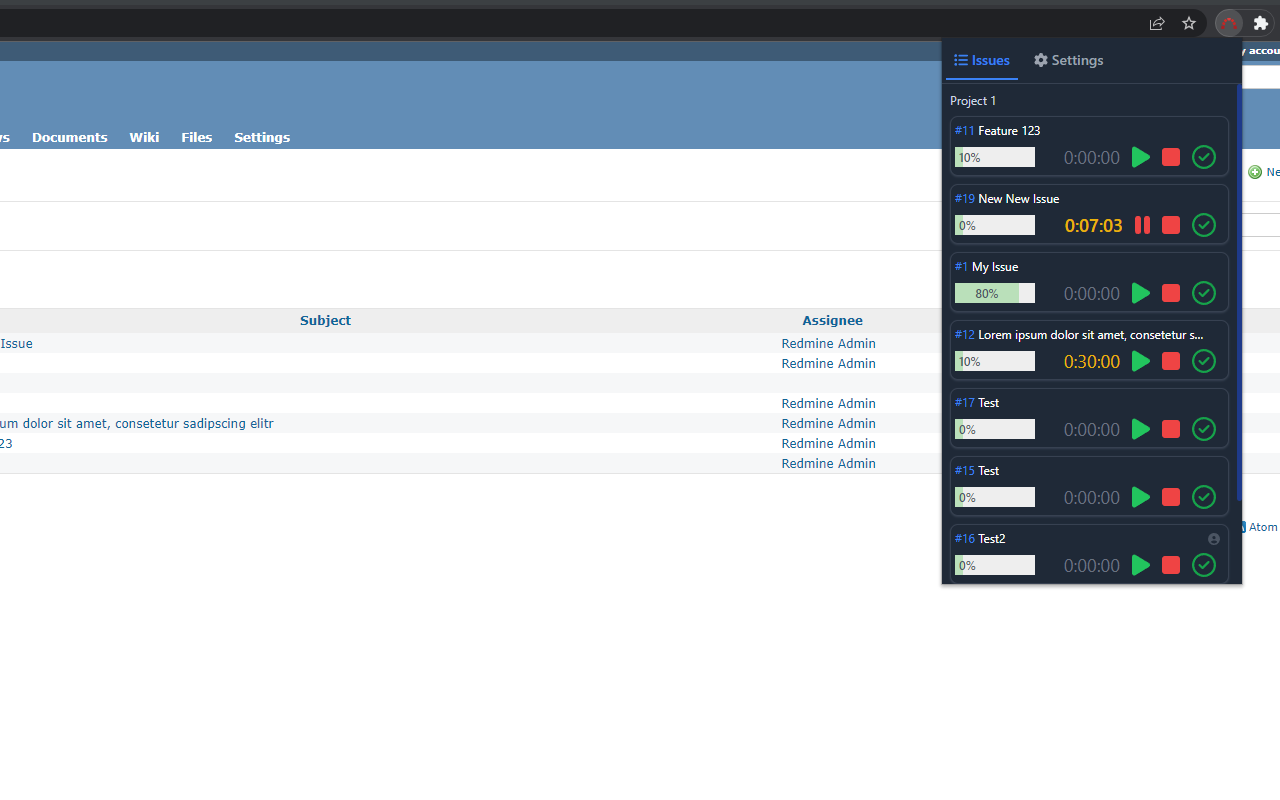 Issues Settings
y accou
Project 1
#11 Feature 123
10% 0:00:00
Documents Wiki Files Settings
#19 New New Issue
0% 0:07:03
#1 My Issue
80% 0:00:00
Subject Assignee
#12 Lorem ipsum dolor sit amet, consetetur s...
10% 0:30:00
Issue Redmine Admin
Redmine Admin
Redmine Admin
um dolor sit amet, consetetur sadipscing elitr Redmine Admin
23 Redmine Admin
Redmine Admin
#17 Test
0% 0:00:00
#15 Test
0% 0:00:00
Atom
#16 Test2
0% 0:00:00